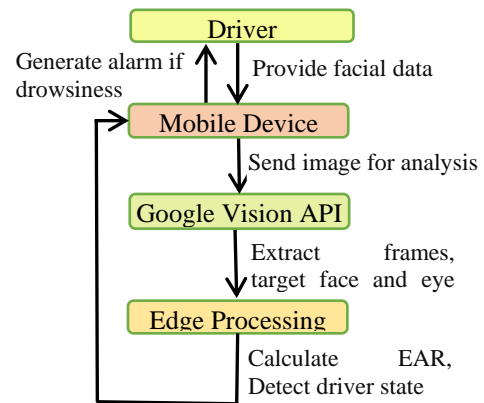 Driver
Generate alarm if
drowsiness
Provide facial data
Mobile Device
Send image for analysis
Google Vision API
Extract frames,
target face and eye
Edge Processing
Calculate EAR,
Detect driver state